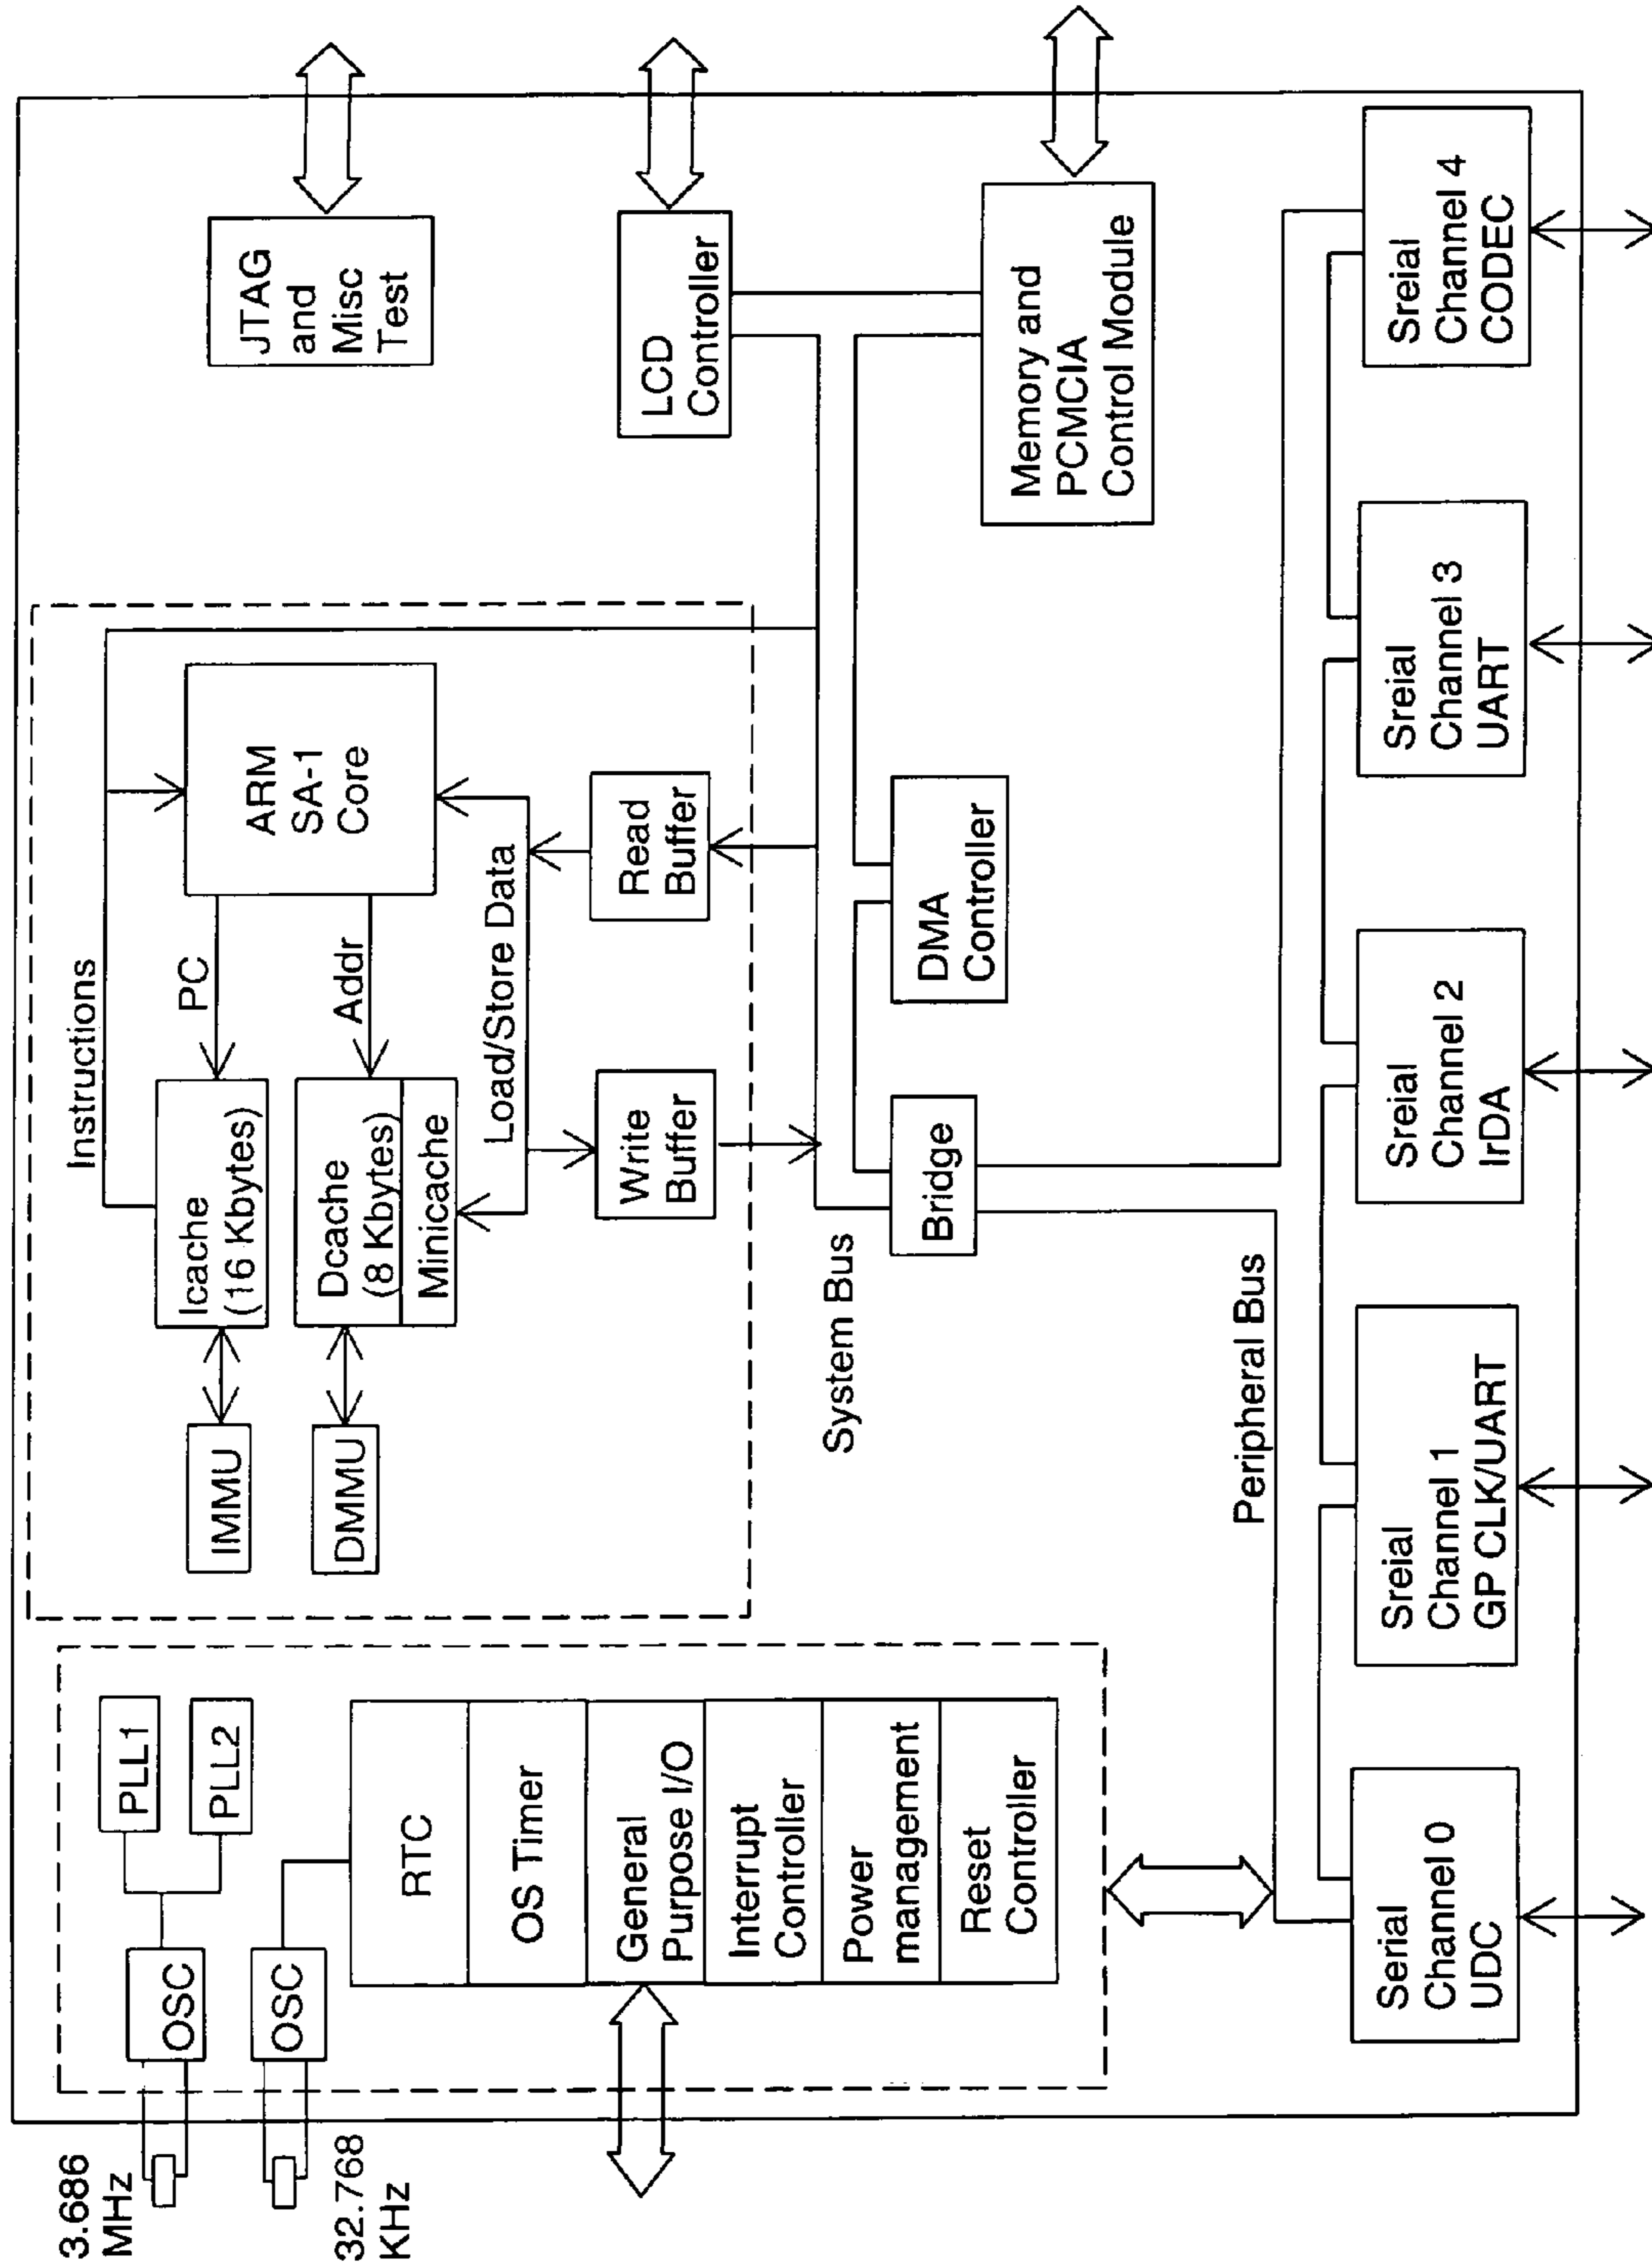 3.686
MHz
32.768
KHz
OSC
OSC
PLL1
PLL2
RTC
OS Timer
General
Purpose I/O
Interrupt
Controller
Power
management
Reset
Controller
IMMU
DMMU
Icache
(16 Kbytes)
Dcache
(8 Kbytes)
Minicache
Instructions
PC
Addr
Load/Store Data
ARM
SA-1
Core
Write
Buffer
Read
Buffer
JTAG
and
Misc
Test
LCD
Controller
Memory and
PCMCIA
Control Module
System Bus
Bridge
DMA
Controller
Peripheral Bus
Serial
Channel 0
UDC
Sreial
Channel 1
GP CLK/UART
Sreial
Channel 2
IrDA
Sreial
Channel 3
UART
Sreial
Channel 4
CODEC